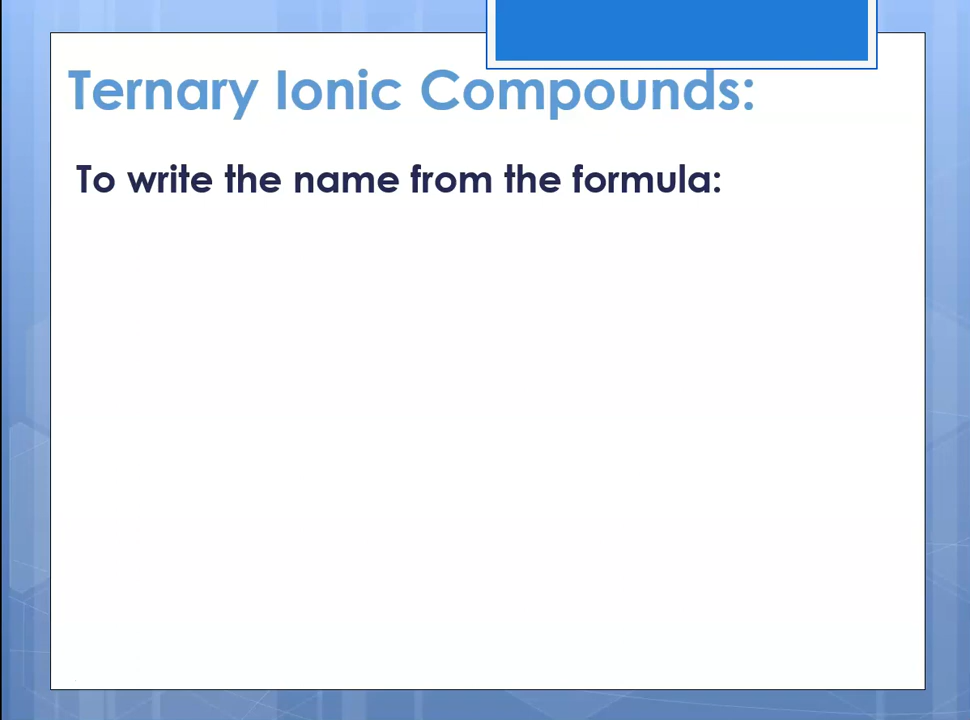 Ternary Ionic Compounds:
To write the name from the formula: